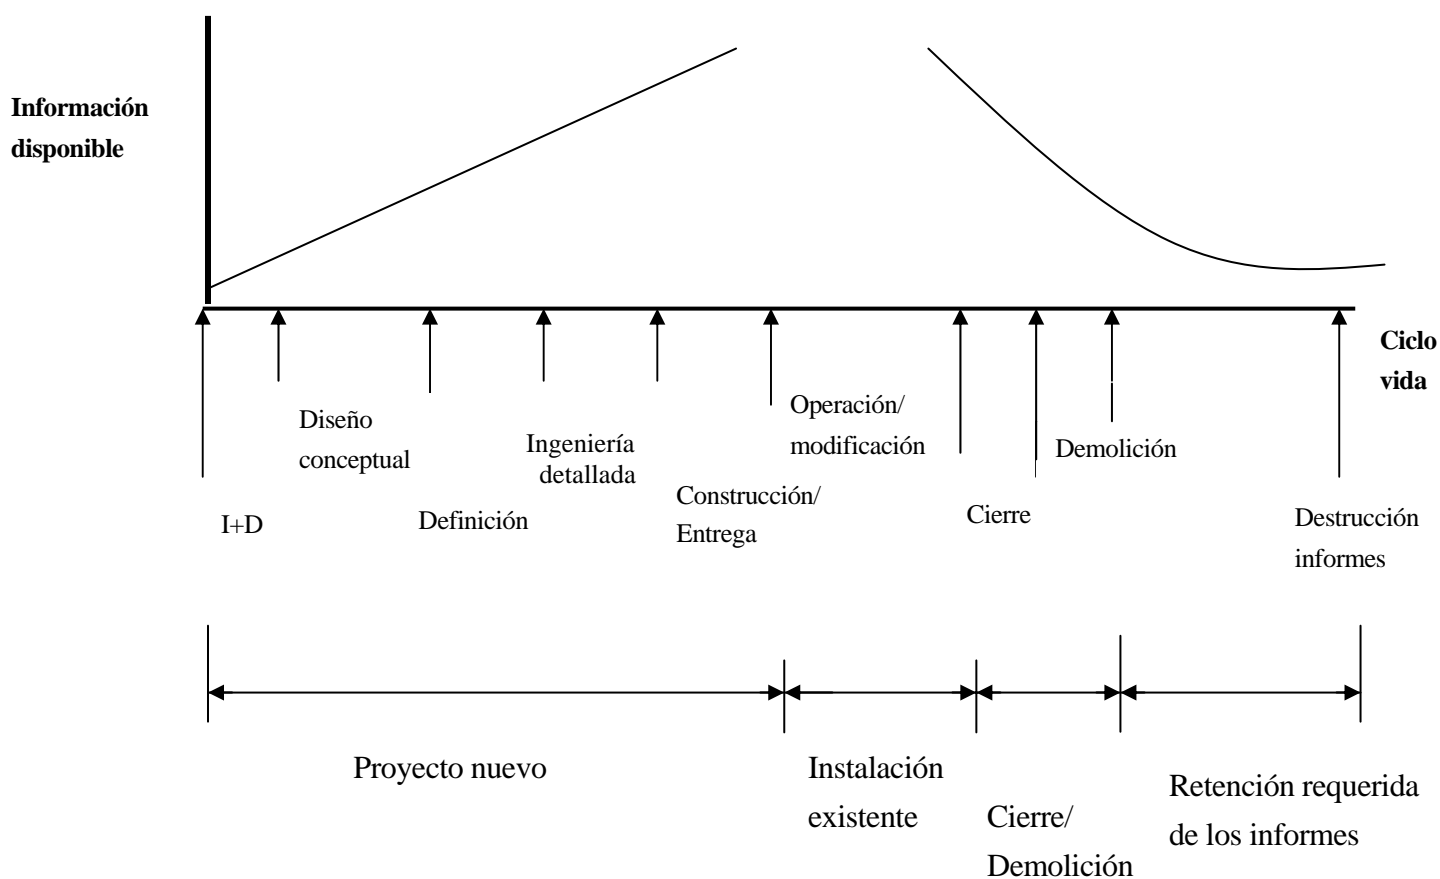 Información
disponible
Ciclo
vida
Diseño
conceptual
Operación/
modificación
Ingeniería
detallada
Demolición
Construcción/
Entrega
I+D
Definición
Cierre
Destrucción
informes
Proyecto nuevo
Instalación
existente
Cierre/
Demolición
Retención requerida
de los informes